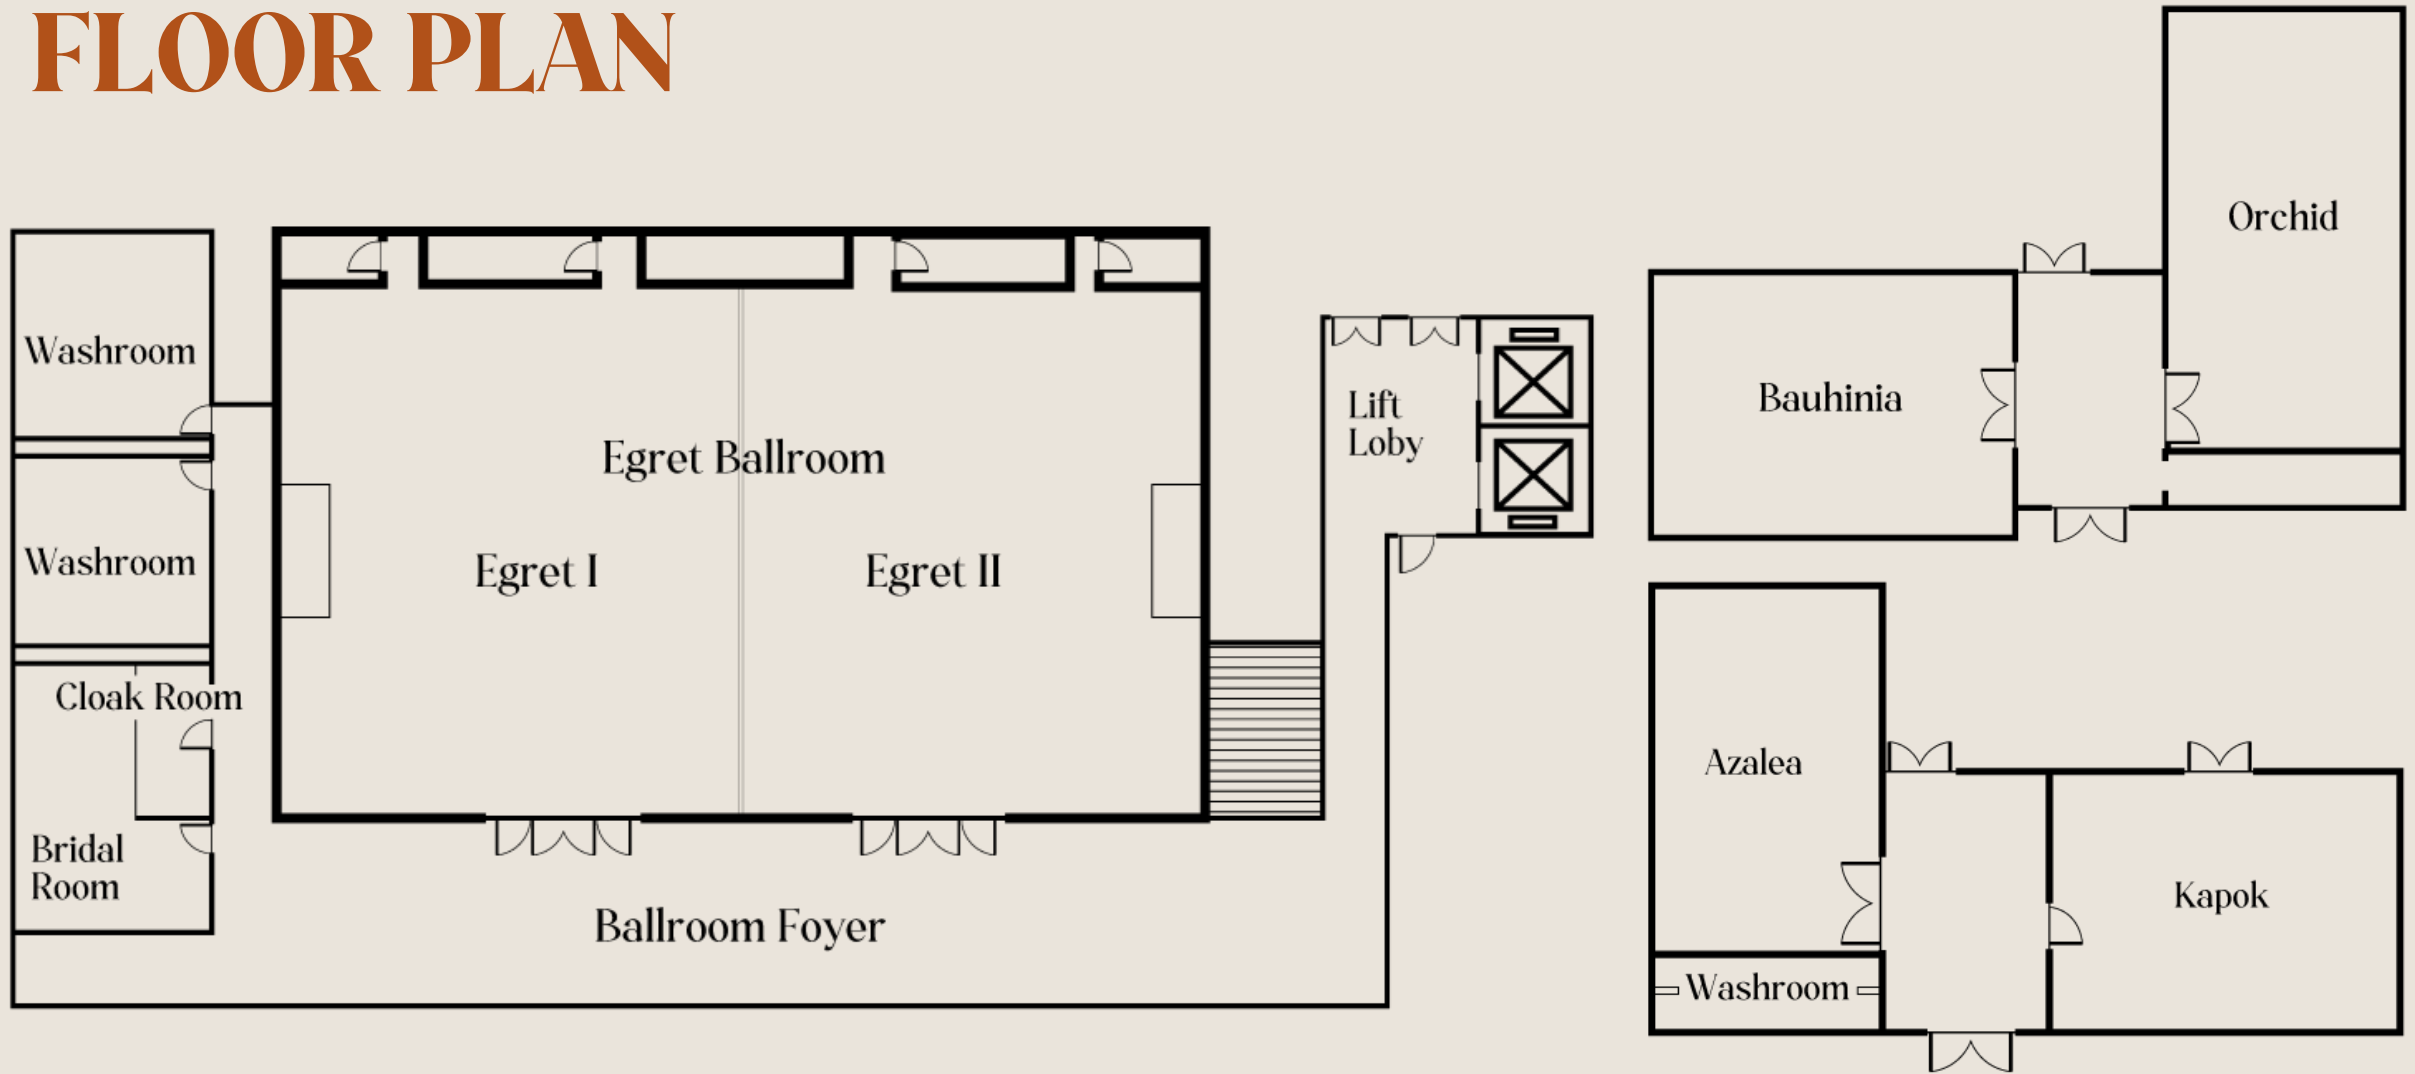 FLOOR PLAN
Washroom
Washroom
Cloak Room
Bridal
Room
Egret Ballroom
Egret I
Egret II
Ballroom Foyer
Lift
Loby
Bauhinia
Orchid
Azalea
Washroom
Kapok